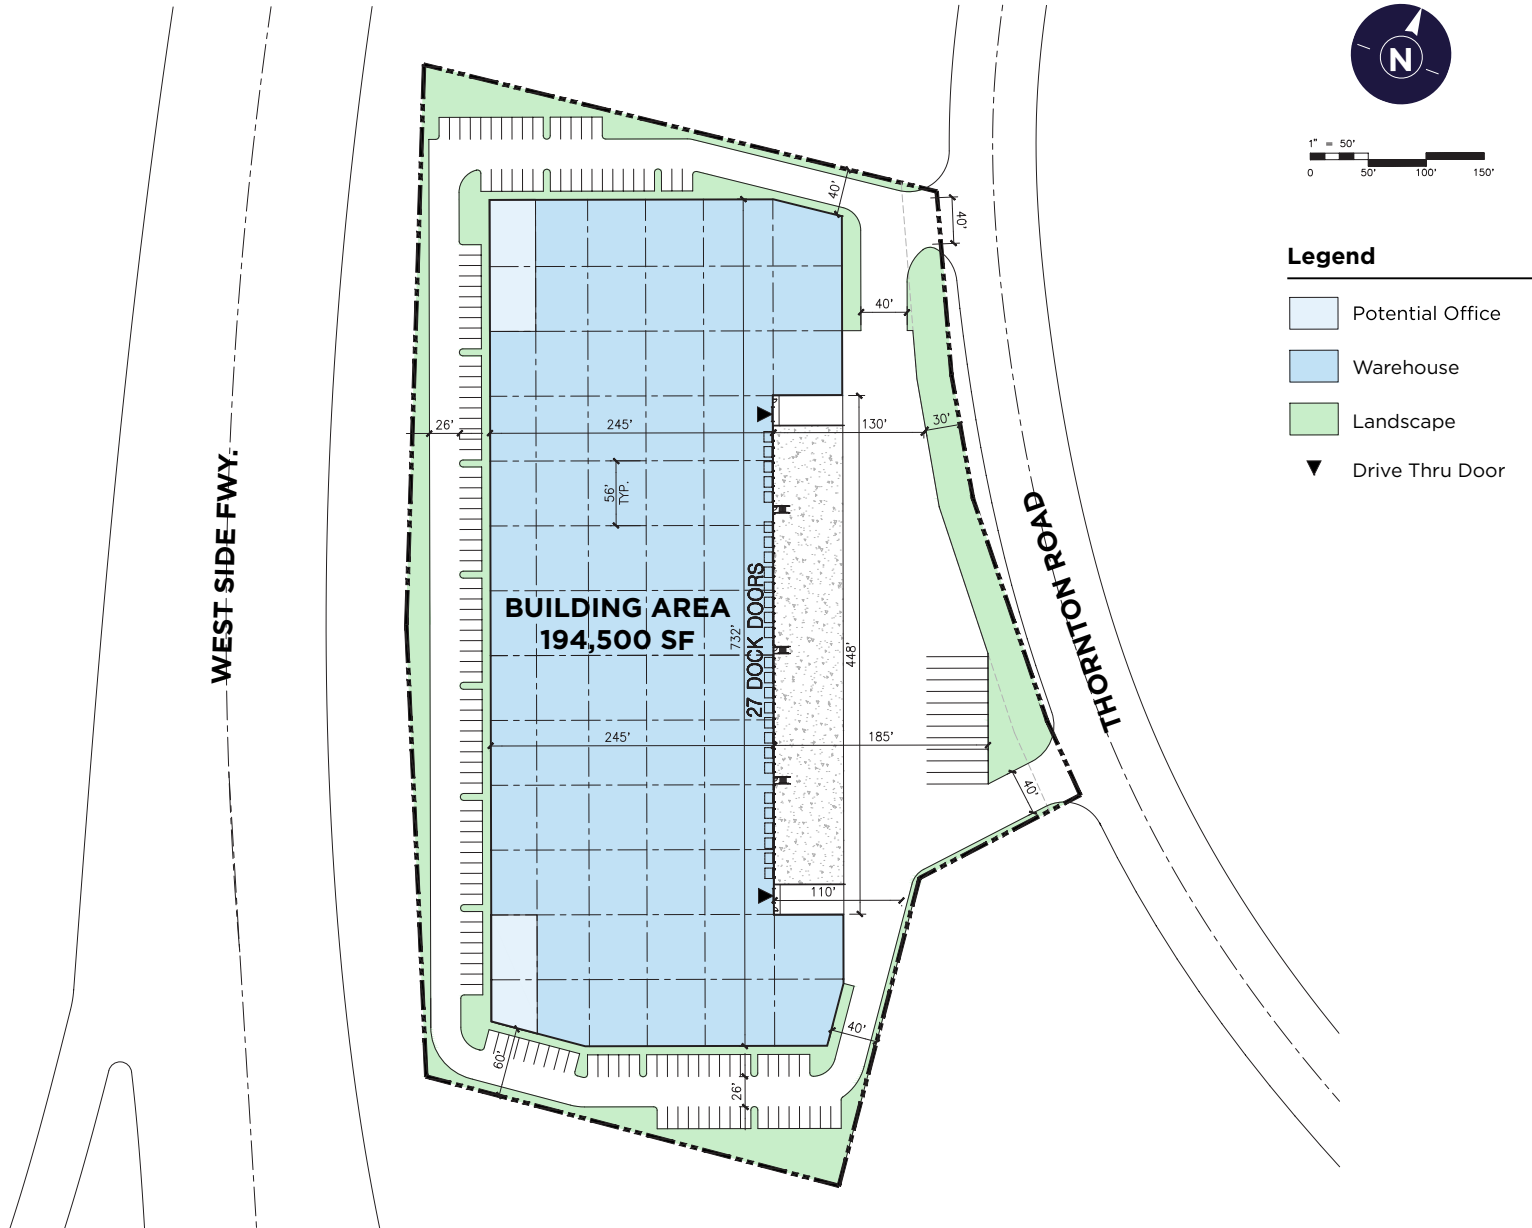 N
1" = 50'
0 50' 100' 150'
Legend
Potential Office
Warehouse
Landscape
Drive Thru Door
40'
40'
40'
26'
245'
130'
30'
56'
TYP.
WEST SIDE FWY.
THORNTON ROAD
BUILDING AREA
194,500 SF
732'
27 DOCK DOORS
448'
245'
185'
40'
110'
60'
40'
26'